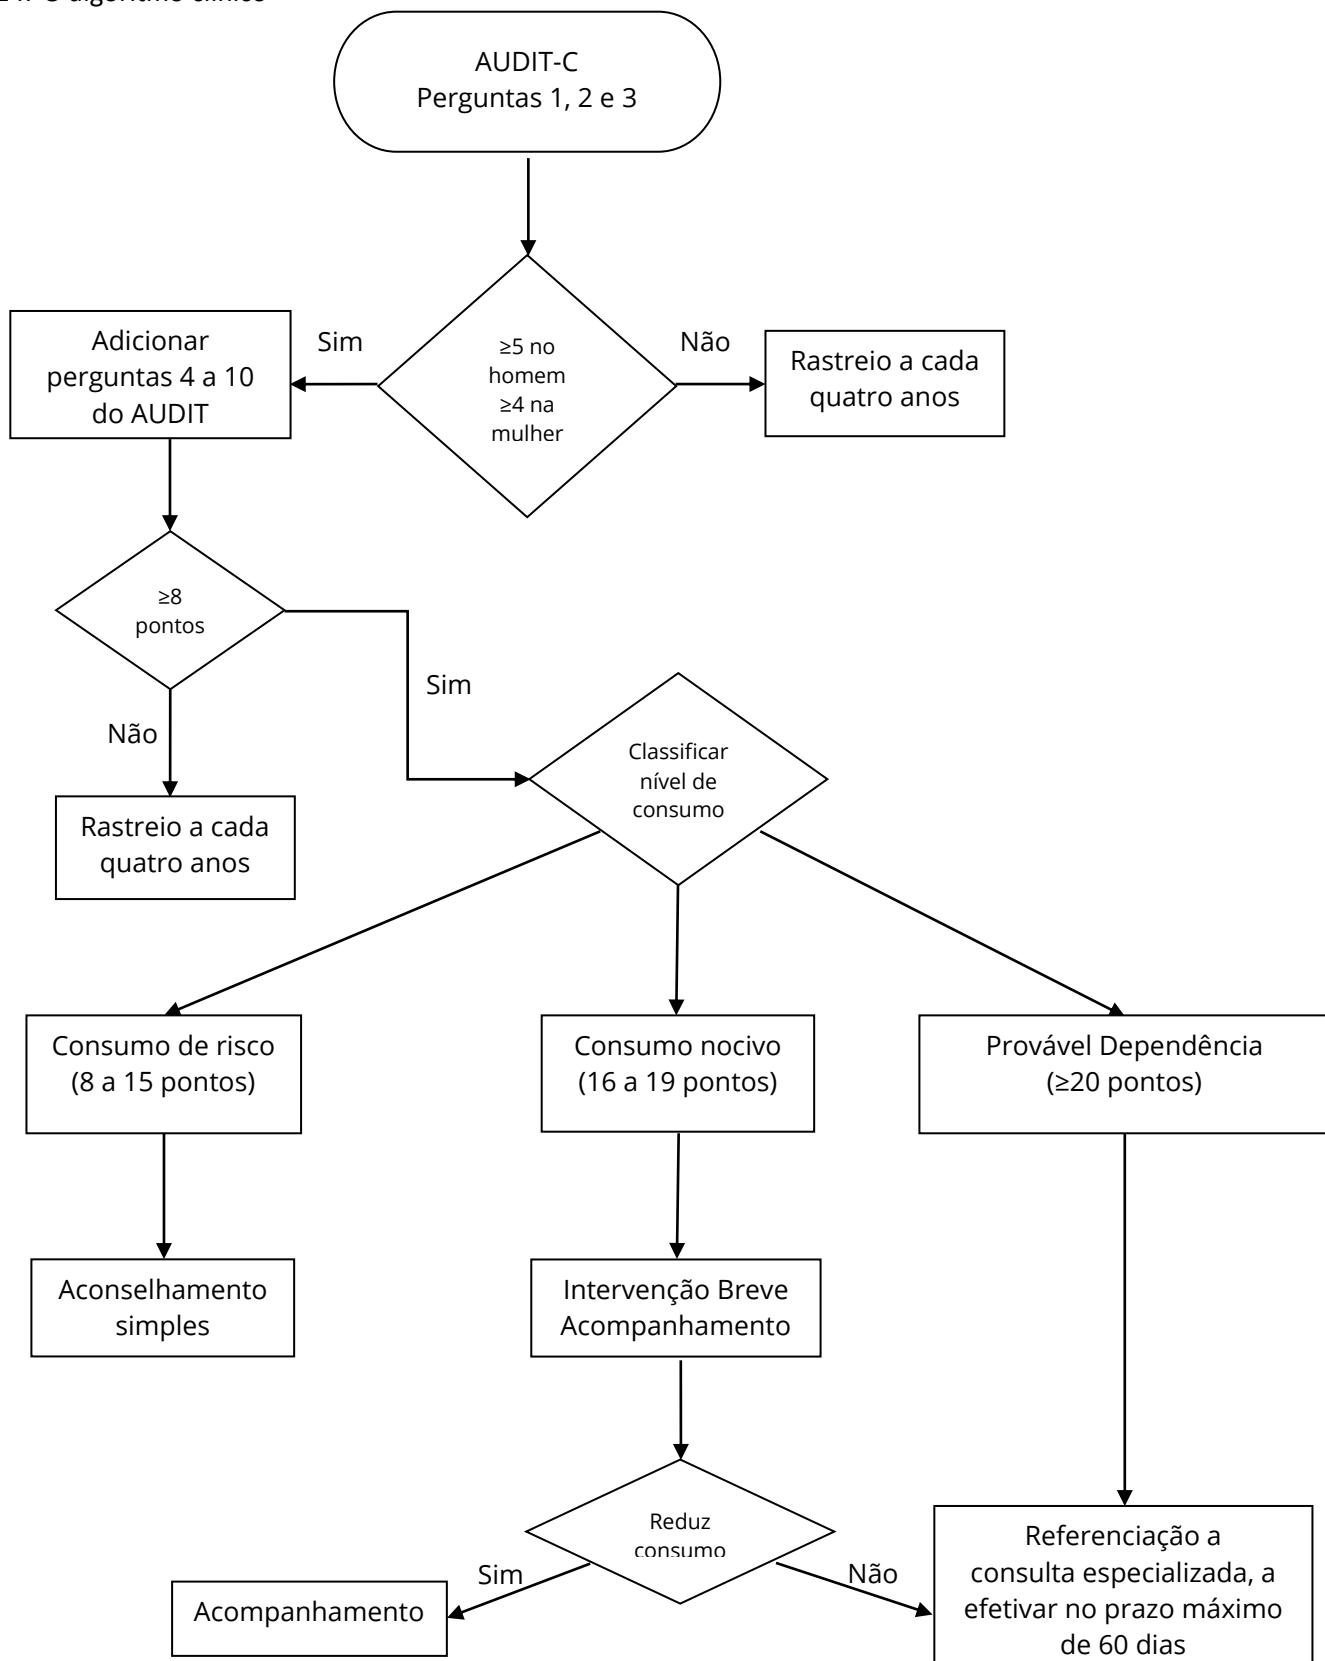 algoritmo clínico
AUDIT-C
Perguntas 1, 2 e 3
Adicionar
perguntas 4 a 10
do AUDIT
Sim
≥5 no
homem
≥4 na
mulher
Não
Rastreio a cada
quatro anos
≥8
pontos
Sim
Não
Rastreio a cada
quatro anos
Classificar
nível de
consumo
Consumo de risco
(8 a 15 pontos)
Consumo nocivo
(16 a 19 pontos)
Provável Dependência
(≥20 pontos)
Aconselhamento
simples
Intervenção Breve
Acompanhamento
Reduz
consumo
Sim
Não
Acompanhamento
Referenciação a
consulta especializada, a
efetivar no prazo máximo
de 60 dias